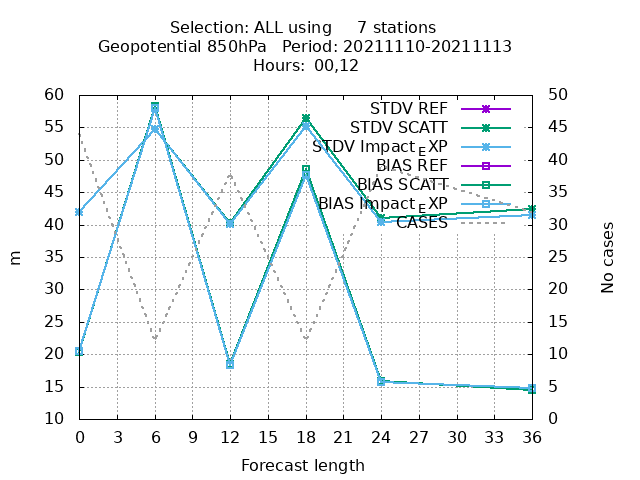 Selection: ALL using     7 stations
Geopotential 850hPa   Period: 20211110-20211113
Hours:  00,12
STDV REF
STDV SCATT
STDV Impact_EXP
BIAS REF
BIAS SCATT
BIAS Impact_EXP
CASES
60
55
50
45
40
35
30
25
20
15
10
m
50
45
40
35
30
25
20
15
10
5
0
No cases
0 3 6 9 12 15 18 21 24 27 30 33 36
Forecast length